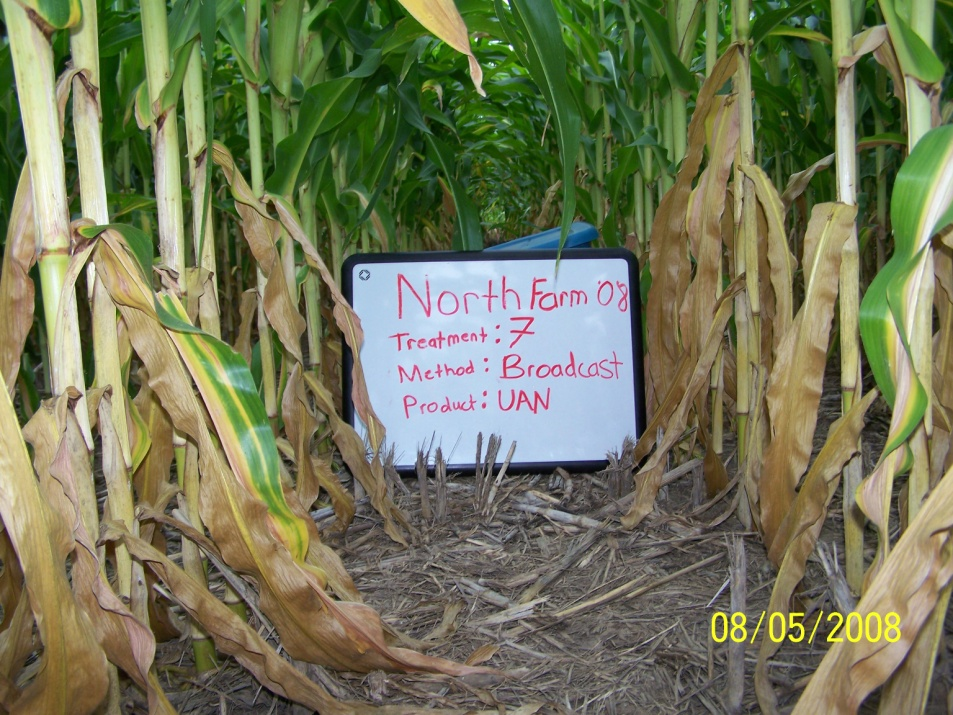 North Farm '08
Treatment: 7
Method: Broadcast
Product: UAN
08/05/2008